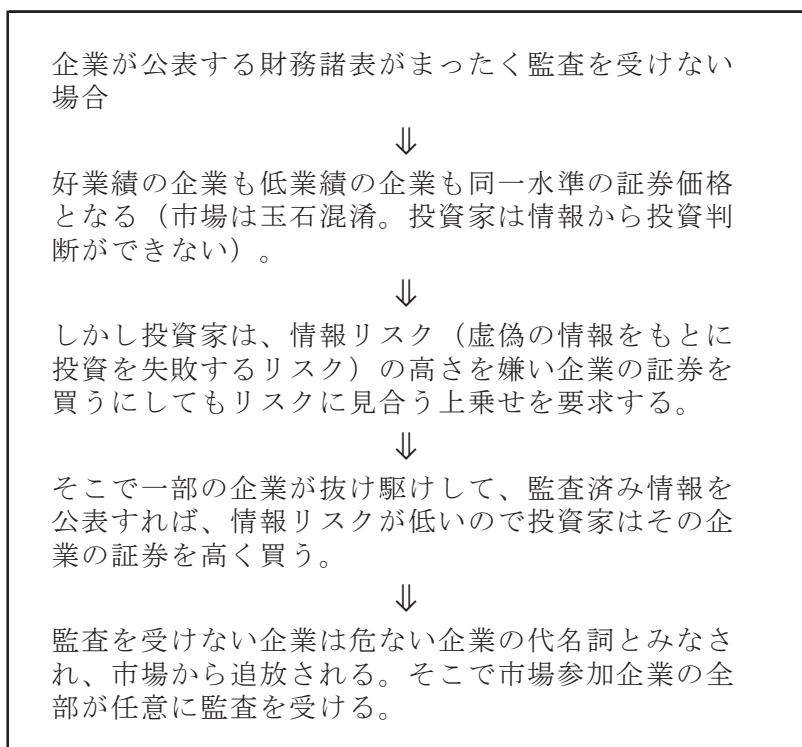 企業が公表する財務諸表がまったく監査を受けない
場合
⇓
好業績の企業も低業績の企業も同一水準の証券価格
となる（市場は玉石混淆。投資家は情報から投資判
断ができない）。
⇓
しかし投資家は、情報リスク（虚偽の情報をもとに
投資を失敗するリスク）の高さを嫌い企業の証券を
買うにしてもリスクに見合う上乗せを要求する。
⇓
そこで一部の企業が抜け駆けして、監査済み情報を
公表すれば、情報リスクが低いので投資家はその企
業の証券を高く買う。
⇓
監査を受けない企業は危ない企業の代名詞とみなさ
れ、市場から追放される。そこで市場参加企業の全
部が任意に監査を受ける。